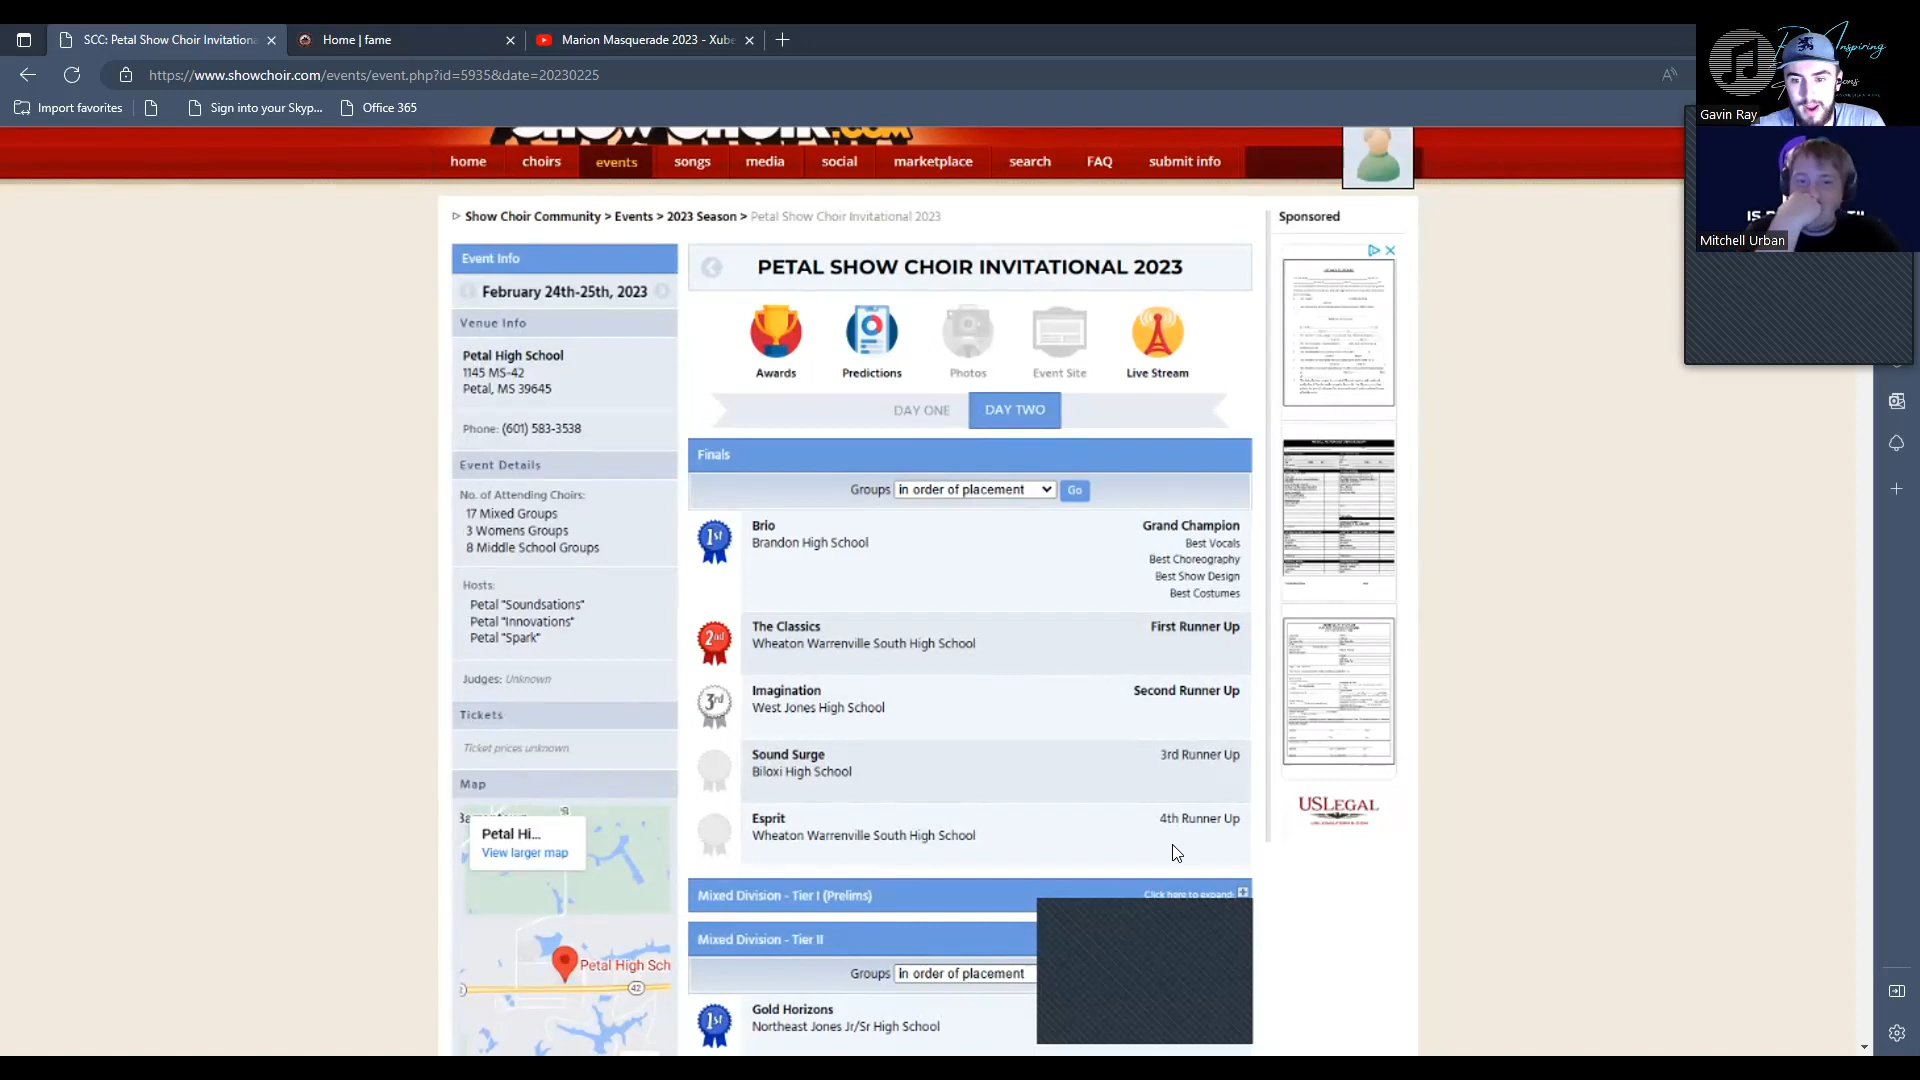 SCC: Petal Show Choir Invitationa
Home | fame
Marion Masquerade 2023 - Xube
https://www.showchoir.com/events/event.php?id=5935&date=20230225
Import favorites
Sign into your Skyp...
Office 365
Gavin Ray
Mitchell Urban
home
choirs
events
songs
media
social
marketplace
search
FAQ
submit info
Show Choir Community > Events > 2023 Season > Petal Show Choir Invitational 2023
Sponsored
Event Info
February 24th-25th, 2023
Venue Info
Petal High School
1145 MS-42
Petal, MS 39645
Phone: (601) 583-3538
Event Details
No. of Attending Choirs:
17 Mixed Groups
3 Womens Groups
8 Middle School Groups
Hosts:
Petal "Soundsations"
Petal "Innovations"
Petal "Spark"
Judges: Unknown
Tickets
Ticket prices unknown
Map
Petal Hi...
View larger map
Petal High Sch
42
PETAL SHOW CHOIR INVITATIONAL 2023
Awards
Predictions
Photos
Event Site
Live Stream
DAY ONE
DAY TWO
Finals
Groups in order of placement Go
1st
Brio
Brandon High School
Grand Champion
Best Vocals
Best Choreography
Best Show Design
Best Costumes
2nd
The Classics
Wheaton Warrenville South High School
First Runner Up
3rd
Imagination
West Jones High School
Second Runner Up
Sound Surge
Biloxi High School
3rd Runner Up
Esprit
Wheaton Warrenville South High School
4th Runner Up
Mixed Division - Tier I (Prelims)
Click here to expand:
Mixed Division - Tier II
Groups in order of placement
1st
Gold Horizons
Northeast Jones Jr/Sr High School
USLEGAL